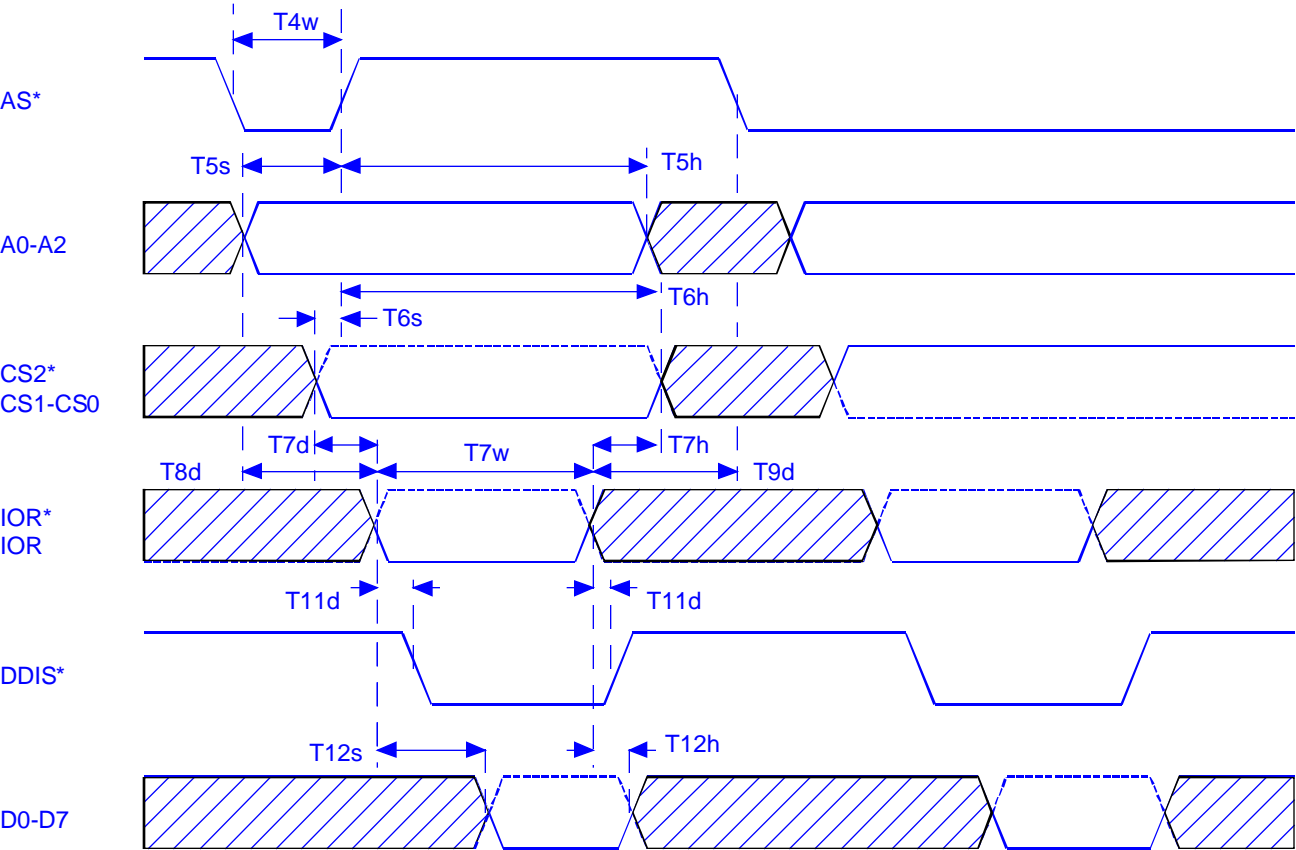 T4w
AS*
T5s
T5h
A0-A2
T6h
T6s
CS2*
CS1-CS0
T7d
T7w
T7h
T8d
T9d
IOR*
IOR
T11d
T11d
DDIS*
T12s
T12h
D0-D7